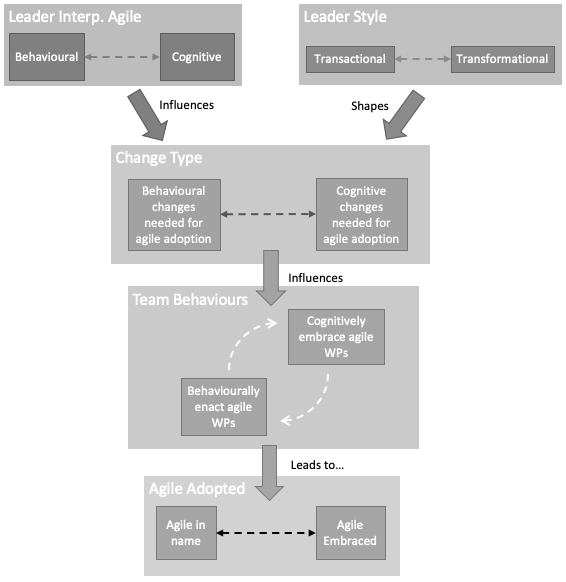 Leader Interp. Agile
Leader Style
Behavioural
Cognitive
Transactional
Transformational
Influences
Shapes
Change Type
Behavioural
changes
needed for
agile adoption
Cognitive
changes
needed for
agile adoption
Influences
Team Behaviours
Cognitively
embrace agile
WPs
Behaviourally
enact agile
WPs
Leads to...
Agile Adopted
Agile in
name
Agile
Embraced